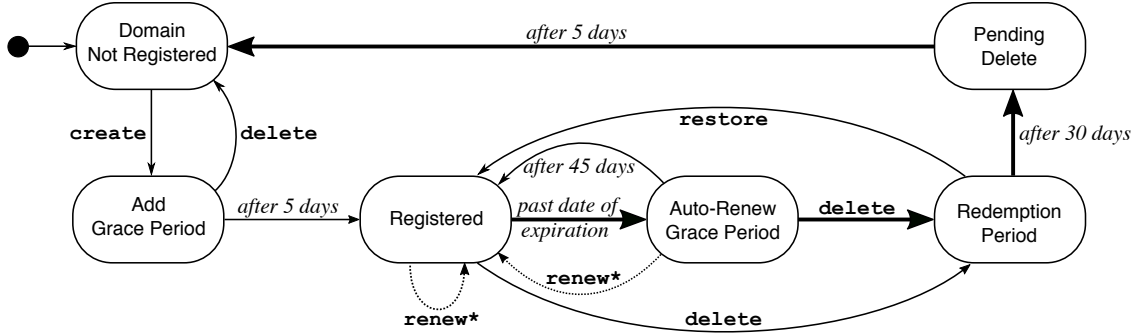 Domain
Not Registered
after 5 days
Pending
Delete
create
delete
restore
after 30 days
after 45 days
Add
Grace Period
after 5 days
Registered
past date of
expiration
Auto-Renew
Grace Period
delete
Redemption
Period
renew*
renew*
delete